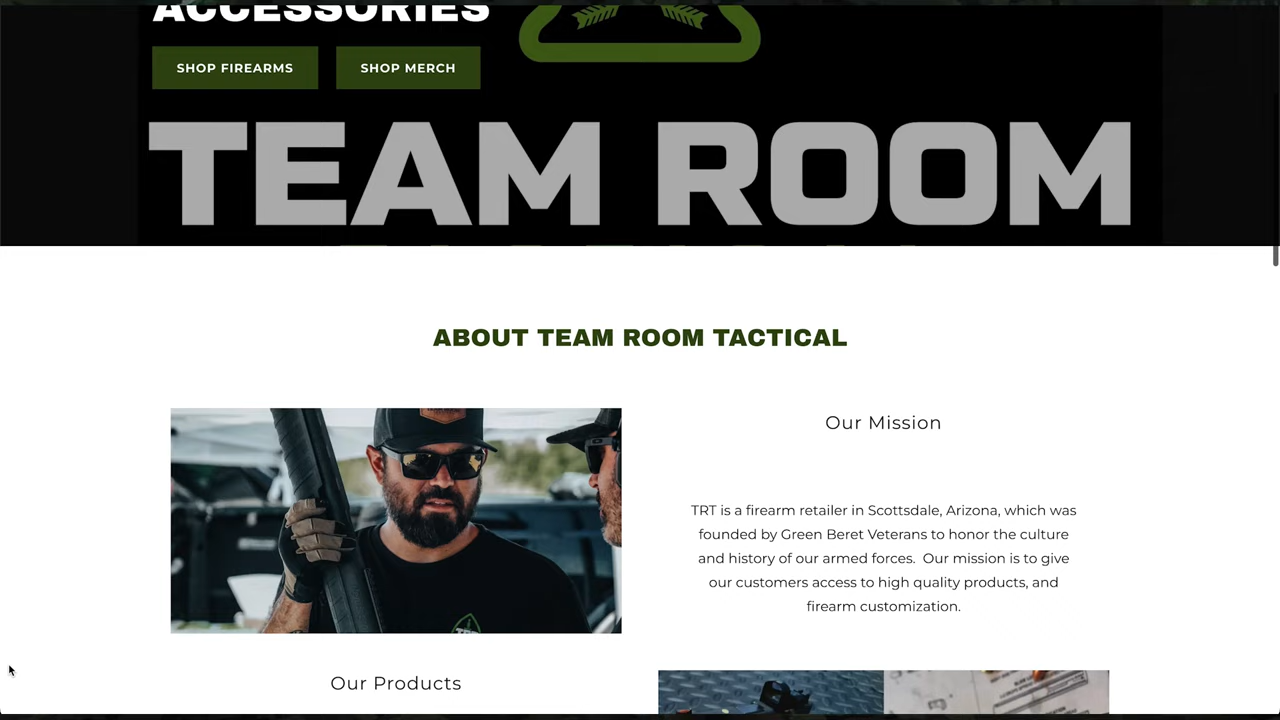 ACCESSORIES
SHOP FIREARMS
SHOP MERCH
TEAM ROOM
ABOUT TEAM ROOM TACTICAL
Our Mission
TRT is a firearm retailer in Scottsdale, Arizona, which was
founded by Green Beret Veterans to honor the culture
and history of our armed forces.  Our mission is to give
our customers access to high quality products, and
firearm customization.
Our Products